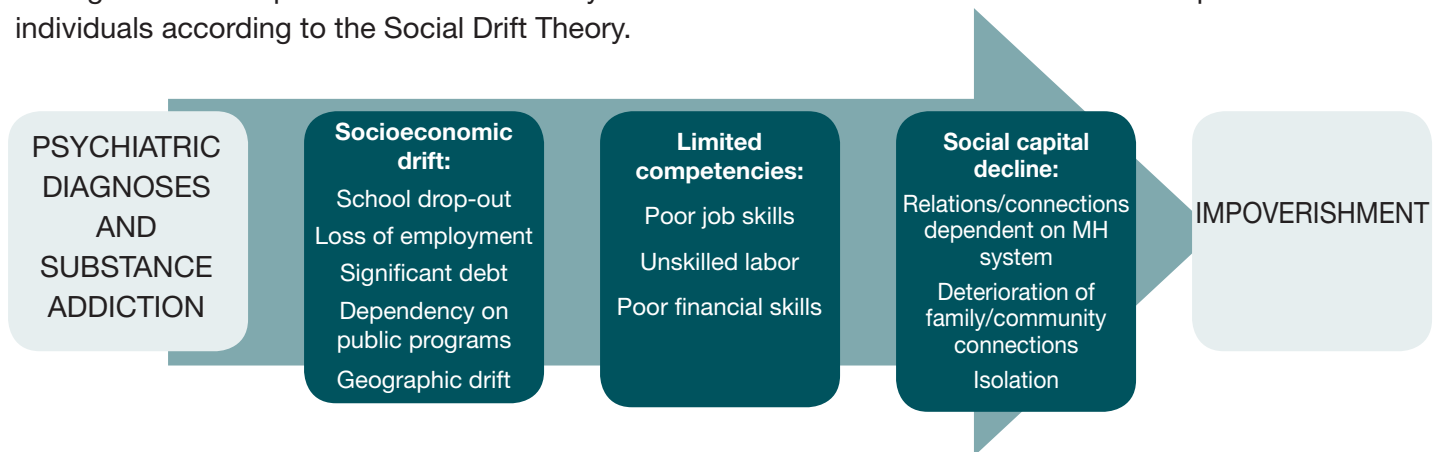 individuals according to the Social Drift Theory.
PSYCHIATRIC
DIAGNOSES
AND
SUBSTANCE
ADDICTION
Socioeconomic
drift:
School drop-out
Loss of employment
Significant debt
Dependency on
public programs
Geographic drift
Limited
competencies:
Poor job skills
Unskilled labor
Poor financial skills
Social capital
decline:
Relations/connections
dependent on MH
system
Deterioration of
family/community
connections
Isolation
IMPOVERISHMENT